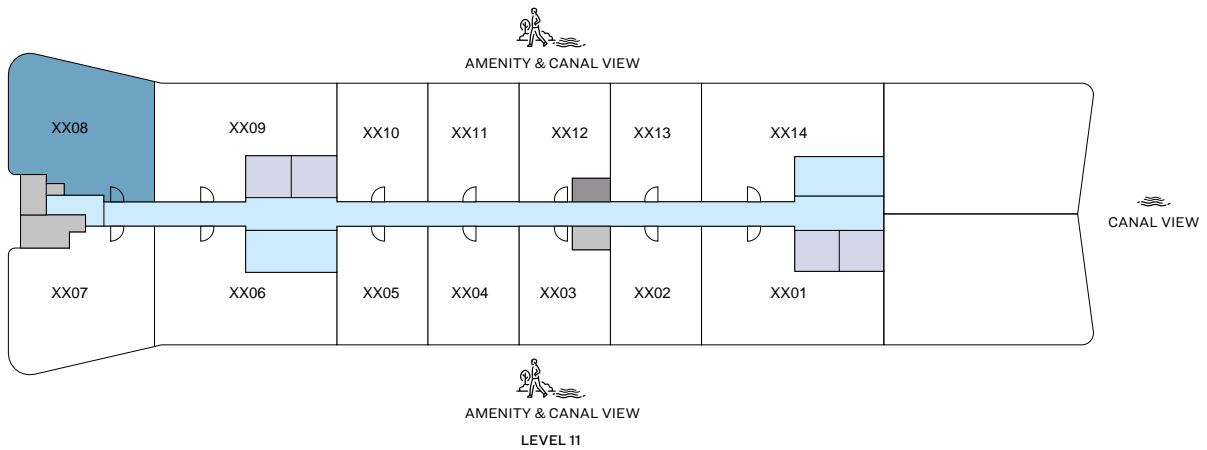 AMENITY & CANAL VIEW
XX08
XX09
XX10
XX11
XX12
XX13
XX14
CANAL VIEW
XX07
XX06
XX05
XX04
XX03
XX02
XX01
AMENITY & CANAL VIEW
LEVEL 11